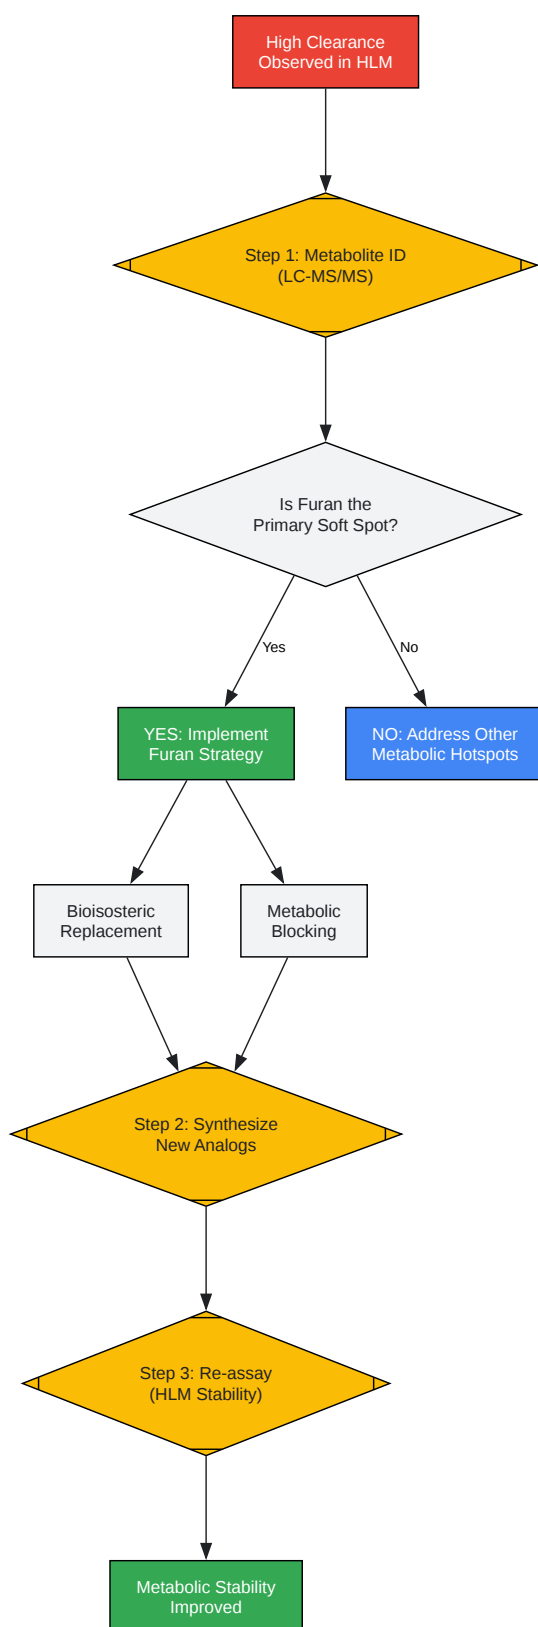 High Clearance
Observed in HLM
Step 1: Metabolite ID
(LC-MS/MS)
Is Furan the
Primary Soft Spot?
Yes
No
YES: Implement
Furan Strategy
NO: Address Other
Metabolic Hotspots
Bioisosteric
Replacement
Metabolic
Blocking
Step 2: Synthesize
New Analogs
Step 3: Re-assay
(HLM Stability)
Metabolic Stability
Improved